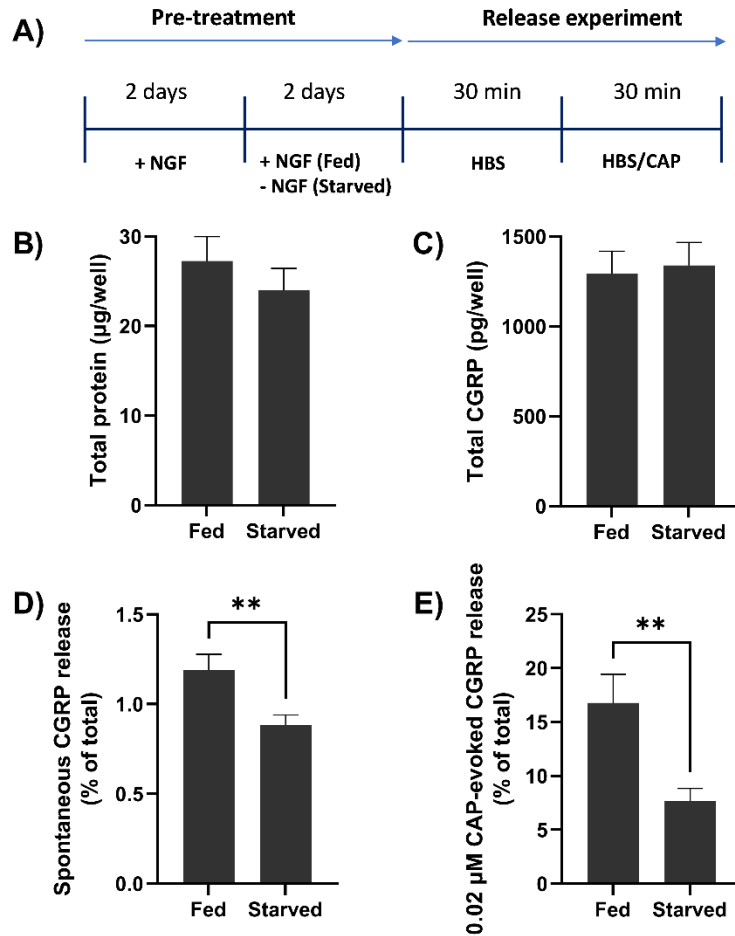 A)
Pre-treatment
Release experiment
2 days
2 days
30 min
30 min
+ NGF
+ NGF (Fed)
- NGF (Starved)
HBS
HBS/CAP
B)
Total protein (µg/well)
30
20
10
0
Fed
Starved
C)
Total CGRP (pg/well)
1500
1000
500
0
Fed
Starved
D)
Spontaneous CGRP release
(% of total)
1.5
1.0
0.5
0.0
**
Fed
Starved
E)
0.02 µM CAP-evoked CGRP release
(% of total)
25
20
15
10
5
0
**
Fed
Starved